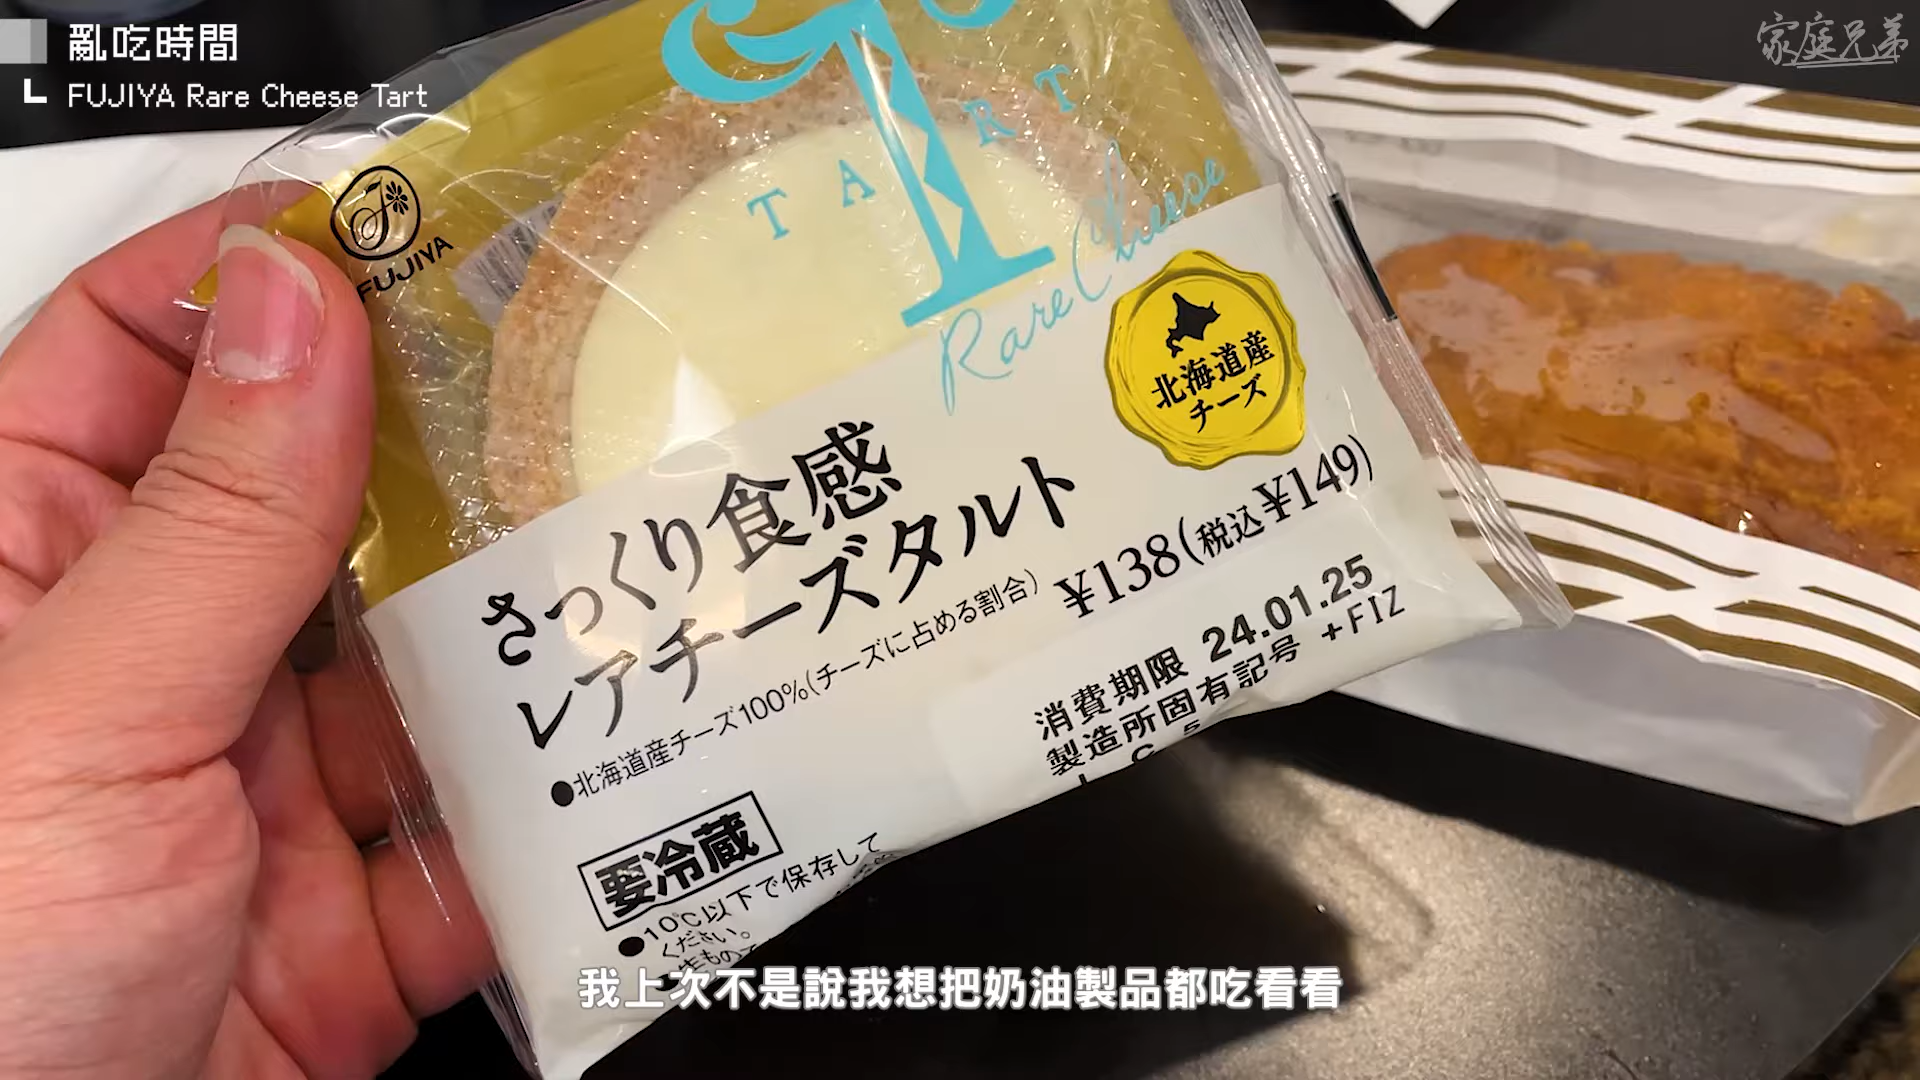 亂吃時間
FUJIYA Rare Cheese Tart
家庭兄弟
FUJIYA
TART
Rare Cheese
北海道産
チーズ
さっくり食感
レアチーズタルト
¥138(税込¥149)
●北海道産チーズ100%(チーズに占める割合)
消費期限 24.01.25
製造所固有記号 +FIZ
要冷蔵
●10℃以下で保存して
ください。
我上次不是說我想把奶油製品都吃看看